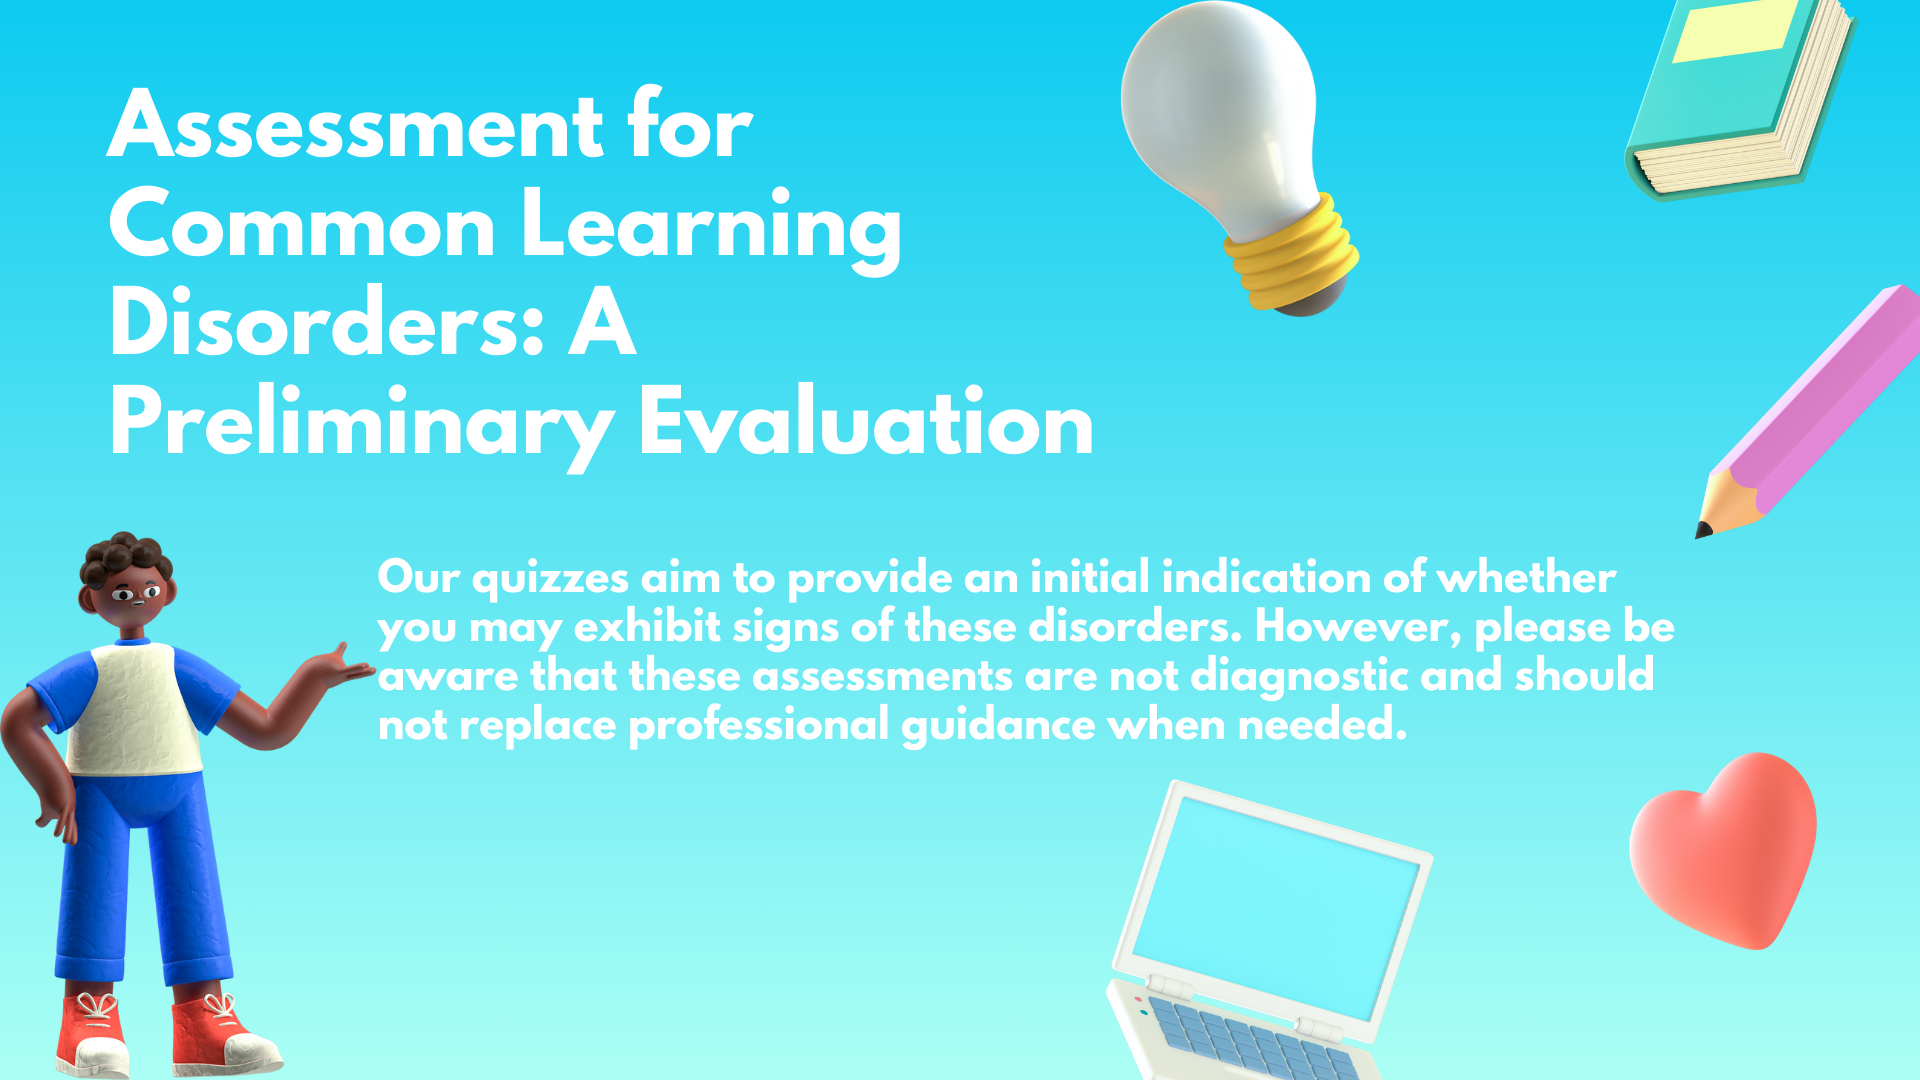 Assessment for
Common Learning
Disorders: A
Preliminary Evaluation
Our quizzes aim to provide an initial indication of whether
you may exhibit signs of these disorders. However, please be
aware that these assessments are not diagnostic and should
not replace professional guidance when needed.